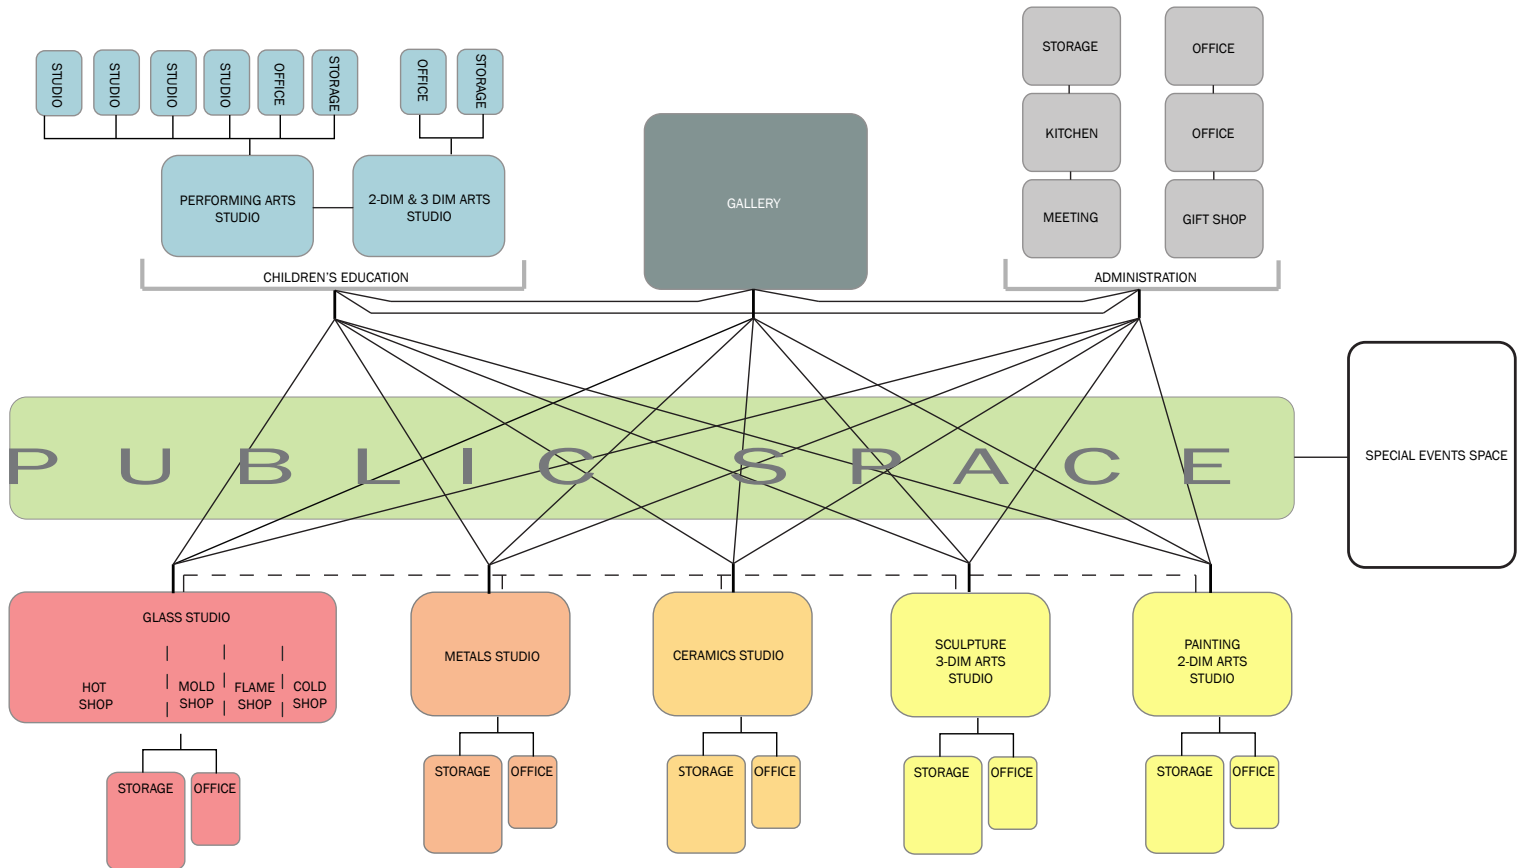 STUDIO
STUDIO
STUDIO
STUDIO
OFFICE
STORAGE
OFFICE
STORAGE
PERFORMING ARTS
STUDIO
2-DIM & 3 DIM ARTS
STUDIO
CHILDREN'S EDUCATION
GALLERY
STORAGE
OFFICE
KITCHEN
OFFICE
MEETING
GIFT SHOP
ADMINISTRATION
PUBLIC SPACE
SPECIAL EVENTS SPACE
GLASS STUDIO
HOT
SHOP
MOLD
SHOP
FLAME
SHOP
COLD
SHOP
METALS STUDIO
CERAMICS STUDIO
SCULPTURE
3-DIM ARTS
STUDIO
PAINTING
2-DIM ARTS
STUDIO
STORAGE
OFFICE
STORAGE
OFFICE
STORAGE
OFFICE
STORAGE
OFFICE
STORAGE
OFFICE